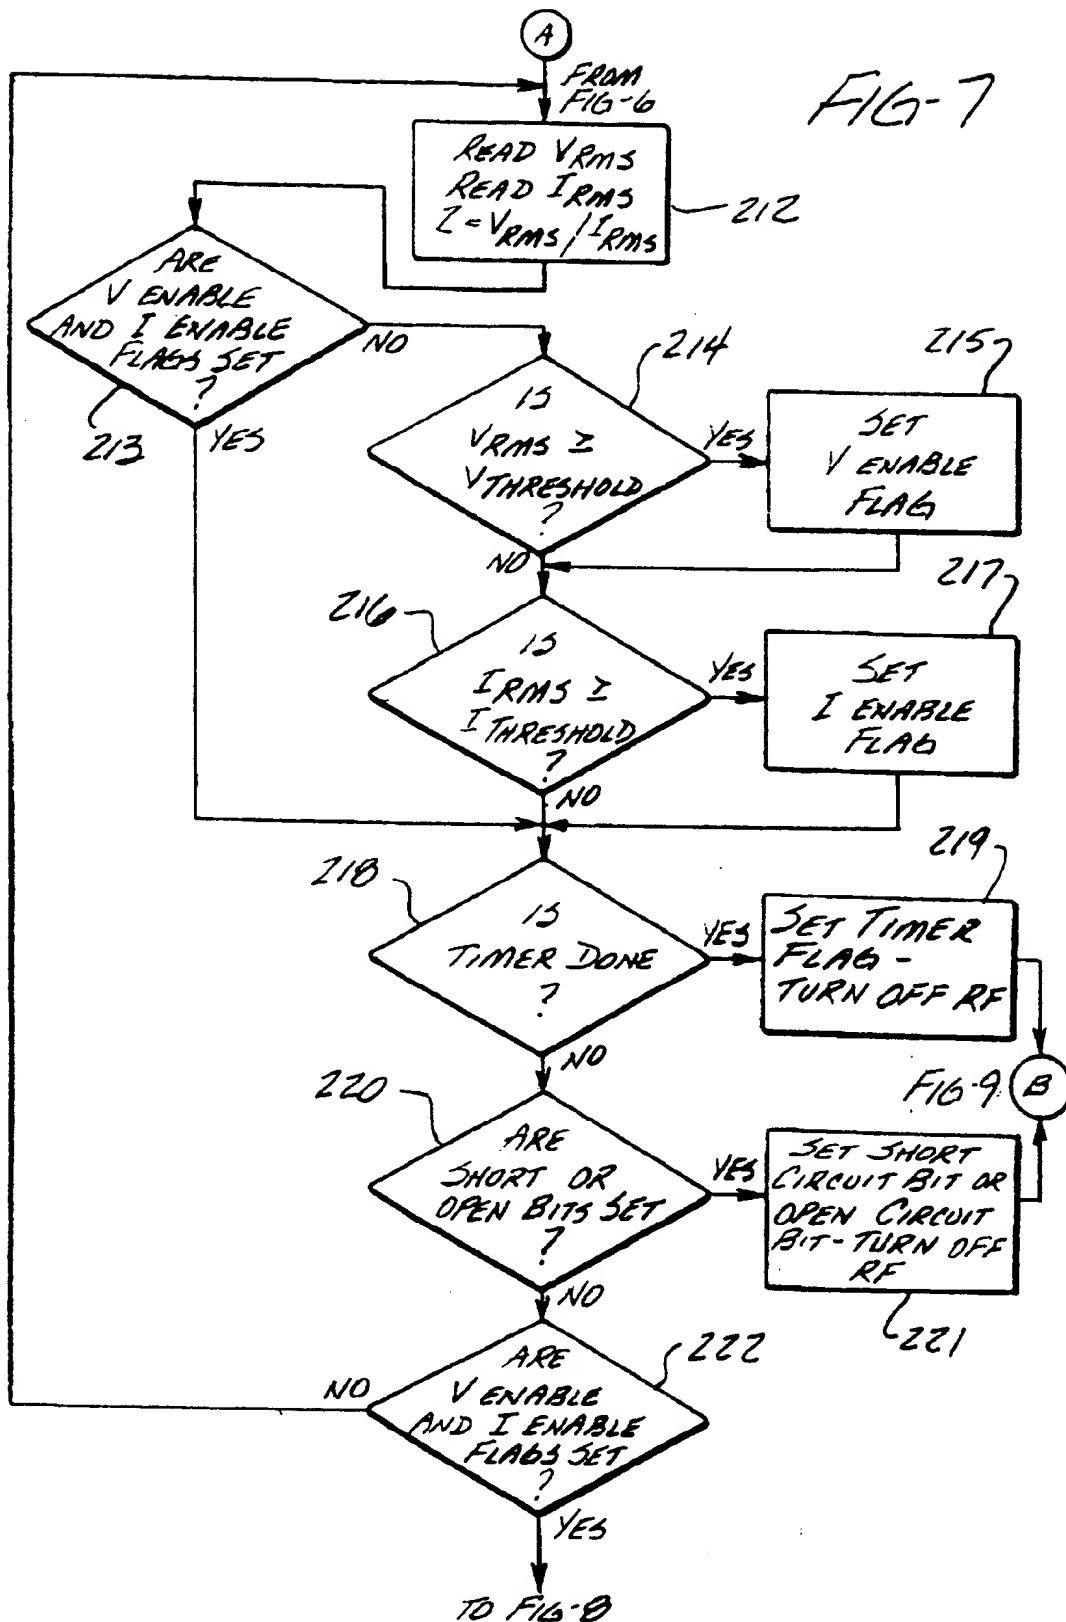 A
FROM
FIG-6
FIG-7
READ VRMS
READ IRMS
Z = VRMS / IRMS
212
ARE
V ENABLE
AND I ENABLE
FLAGS SET
?
NO
YES
213
214
IS
VRMS ≥
VTHRESHOLD
?
YES
NO
215
SET
V ENABLE
FLAG
216
IS
IRMS ≥
ITHRESHOLD
?
YES
NO
217
SET
I ENABLE
FLAG
218
IS
TIMER DONE
?
YES
NO
219
SET TIMER
FLAG -
TURN OFF RF
FIG-9
B
220
ARE
SHORT OR
OPEN BITS SET
?
YES
NO
SET SHORT
CIRCUIT BIT OR
OPEN CIRCUIT
BIT - TURN OFF
RF
221
222
ARE
V ENABLE
AND I ENABLE
FLAGS SET
?
NO
YES
TO FIG-8